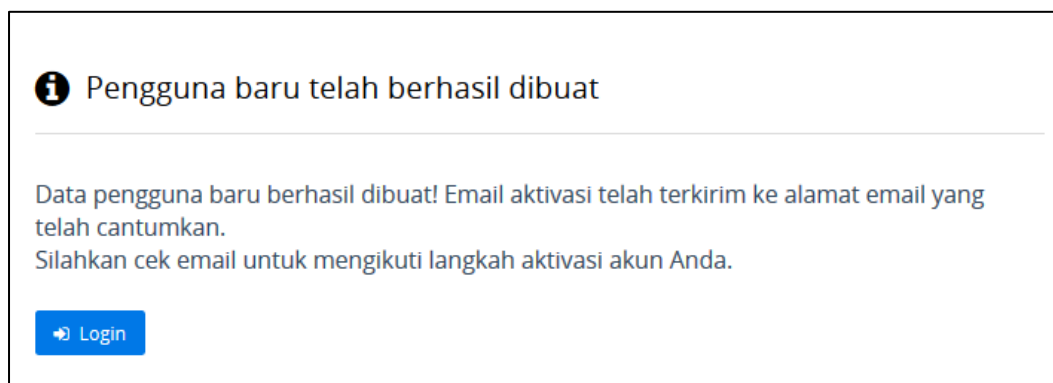 Pengguna baru telah berhasil dibuat
Data pengguna baru berhasil dibuat! Email aktivasi telah terkirim ke alamat email yang
telah cantumkan.
Silahkan cek email untuk mengikuti langkah aktivasi akun Anda.
Login